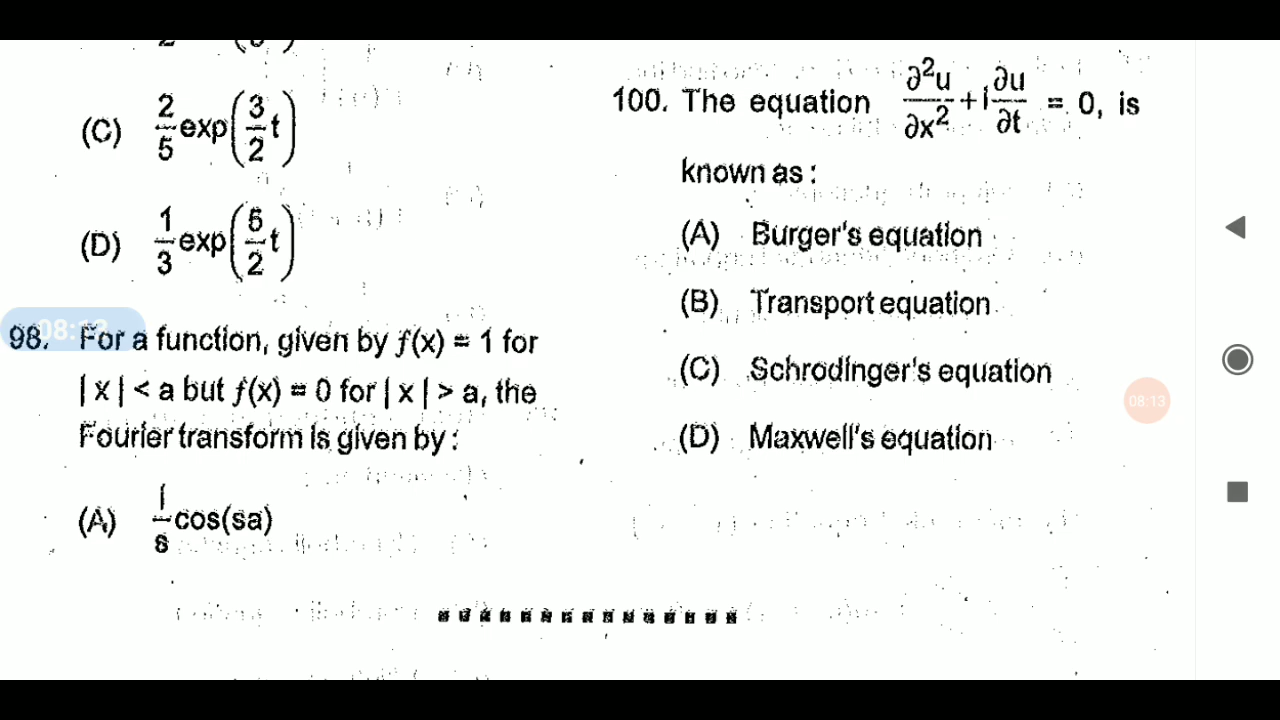 (C) 2/5 exp(3/2 t)
(D) 1/3 exp(5/2 t)
98. For a function, given by f(x) = 1 for
| x | < a but f(x) = 0 for | x | > a, the
Fourier transform is given by :
(A) i/s cos(sa)
100. The equation ∂²u/∂x² + i ∂u/∂t = 0, is
known as :
(A) Burger's equation
(B) Transport equation
(C) Schrodinger's equation
(D) Maxwell's equation
08:13
08:13